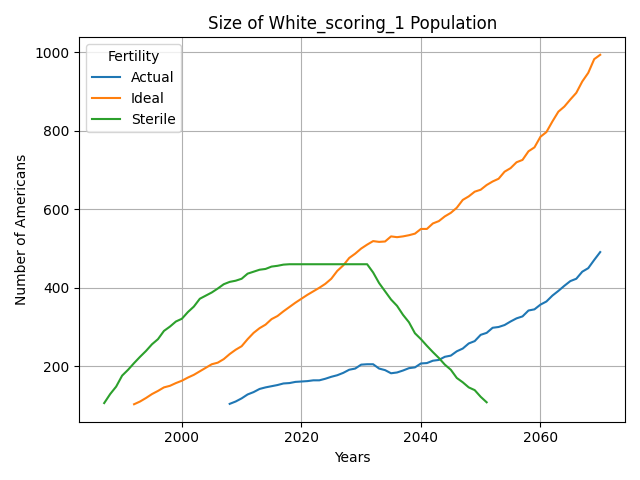 Size of White_scoring_1 Population
Fertility
Actual
Ideal
Sterile
Number of Americans
1000
800
600
400
200
2000
2020
2040
2060
Years